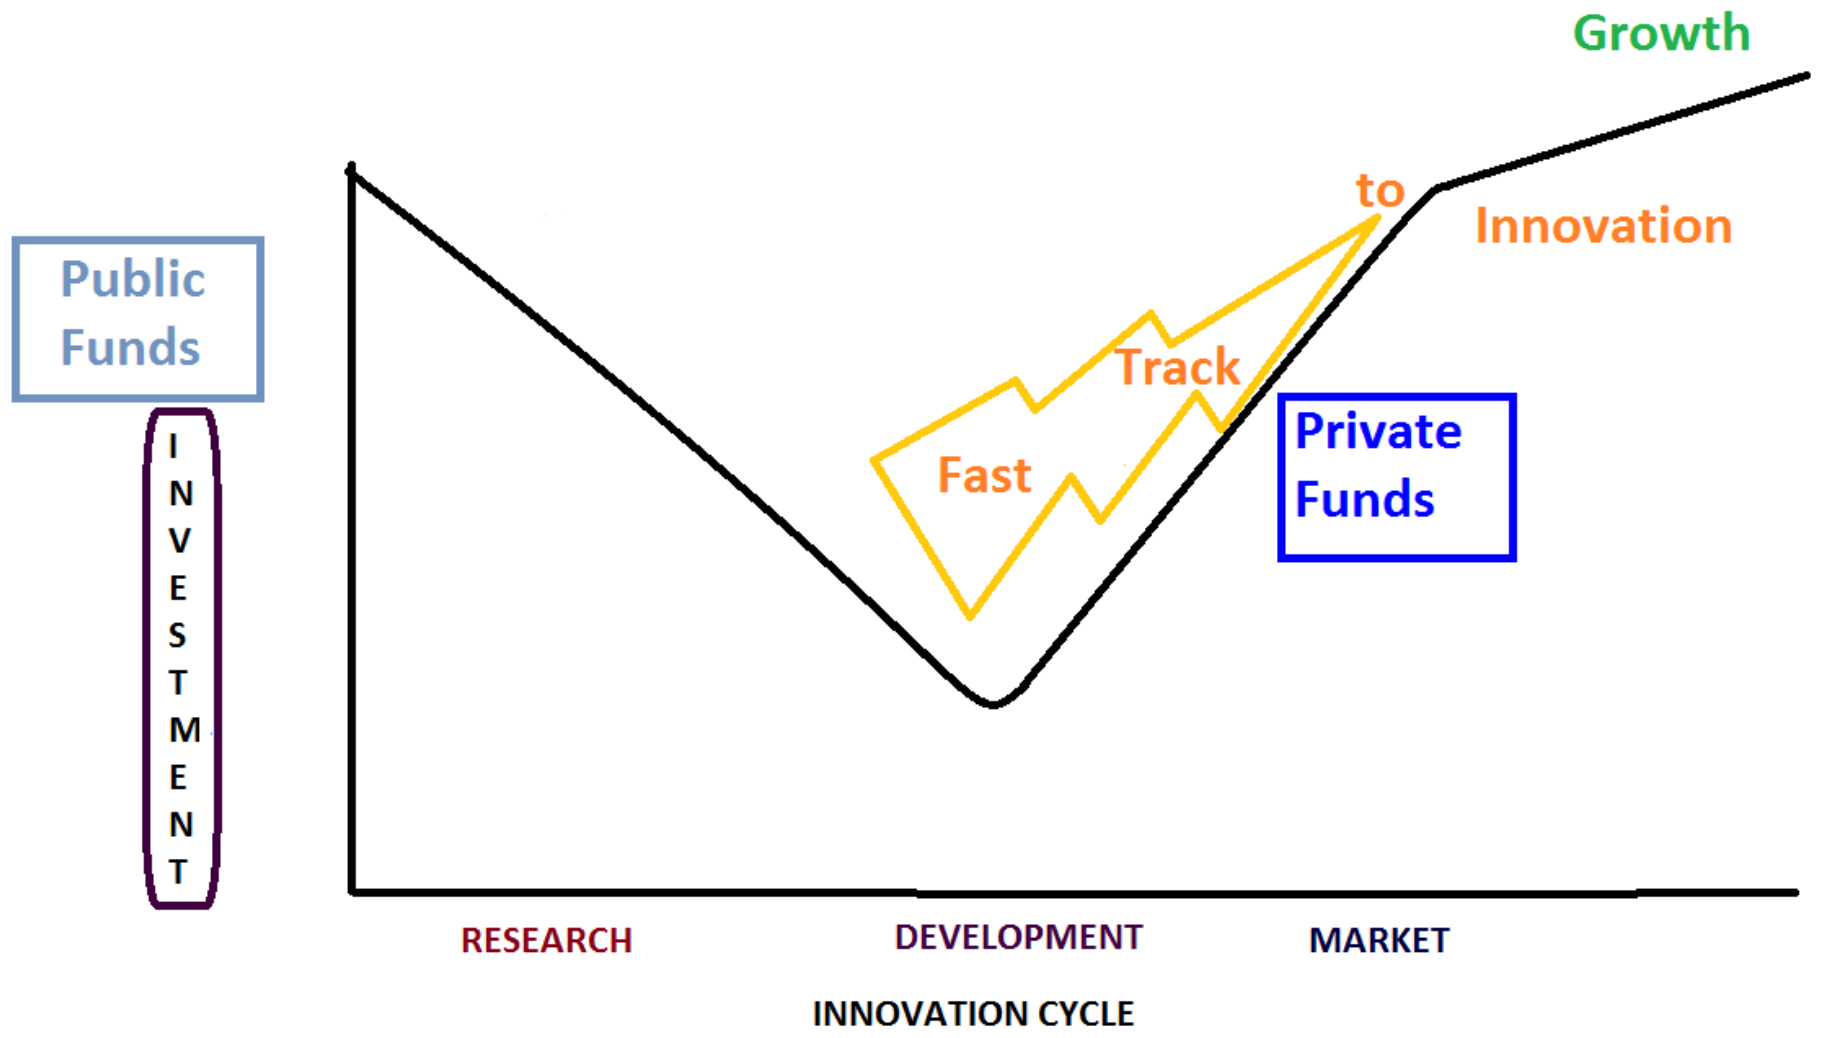 Growth
to
Innovation
Public
Funds
Track
Fast
Private
Funds
I
N
V
E
S
T
M
E
N
T
RESEARCH
DEVELOPMENT
MARKET
INNOVATION CYCLE